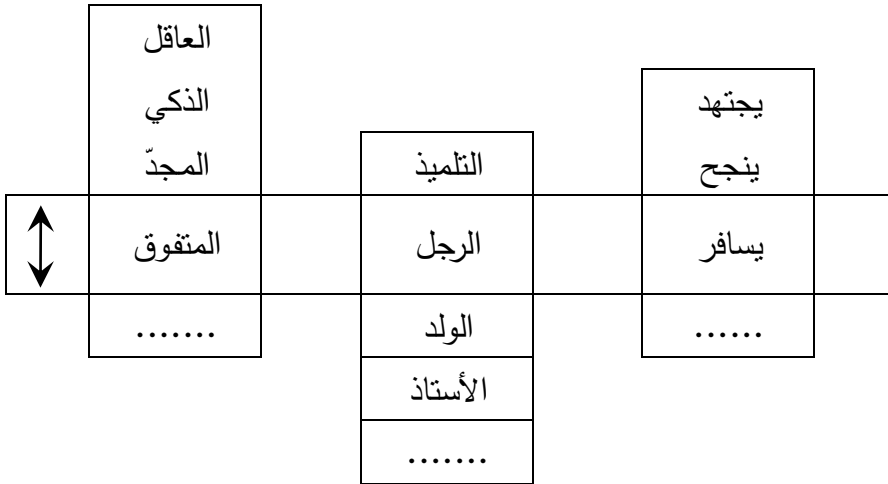 العاقل
الذكي يجتهد
المجدّ التلميذ ينجح
المتفوق الرجل يسافر
....... الولد ......
الأستاذ
.......